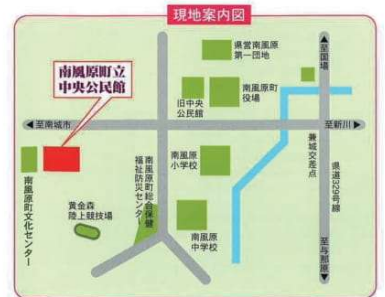 現地案内図
南風原町立
中央公民館
県営南風原
第一団地
▲至国場
旧中央
公民館
南風原町
役場
◀至南城市
至新川▶
南風原町文化センター
黄金森
陸上競技場
南風原町総合保健
福祉防災センター
南風原
小学校
南風原
中学校
兼城交差点
県道329号線
至与那原▼